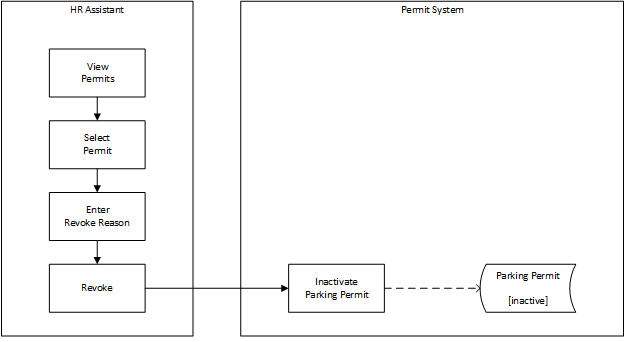 HR Assistant
Permit System
View
Permits
Select
Permit
Enter
Revoke Reason
Revoke
Inactivate
Parking Permit
Parking Permit
[inactive]